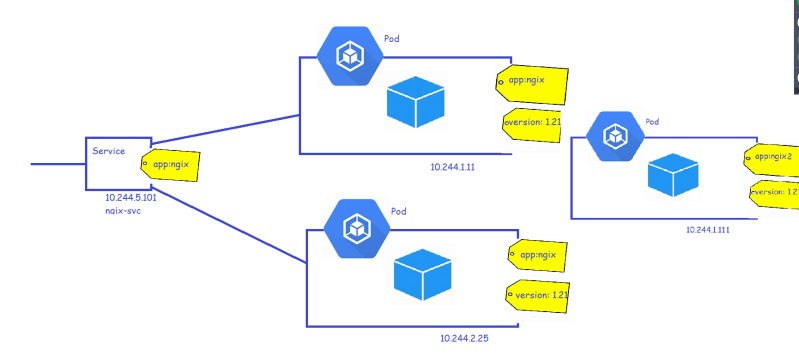 Pod
app:ngix
version: 1.21
10.244.1.11
Service
app:ngix
10.244.5.101
ngix-svc
Pod
app:ngix
version: 1.21
10.244.2.25
Pod
app:ngix2
10.244.1.111